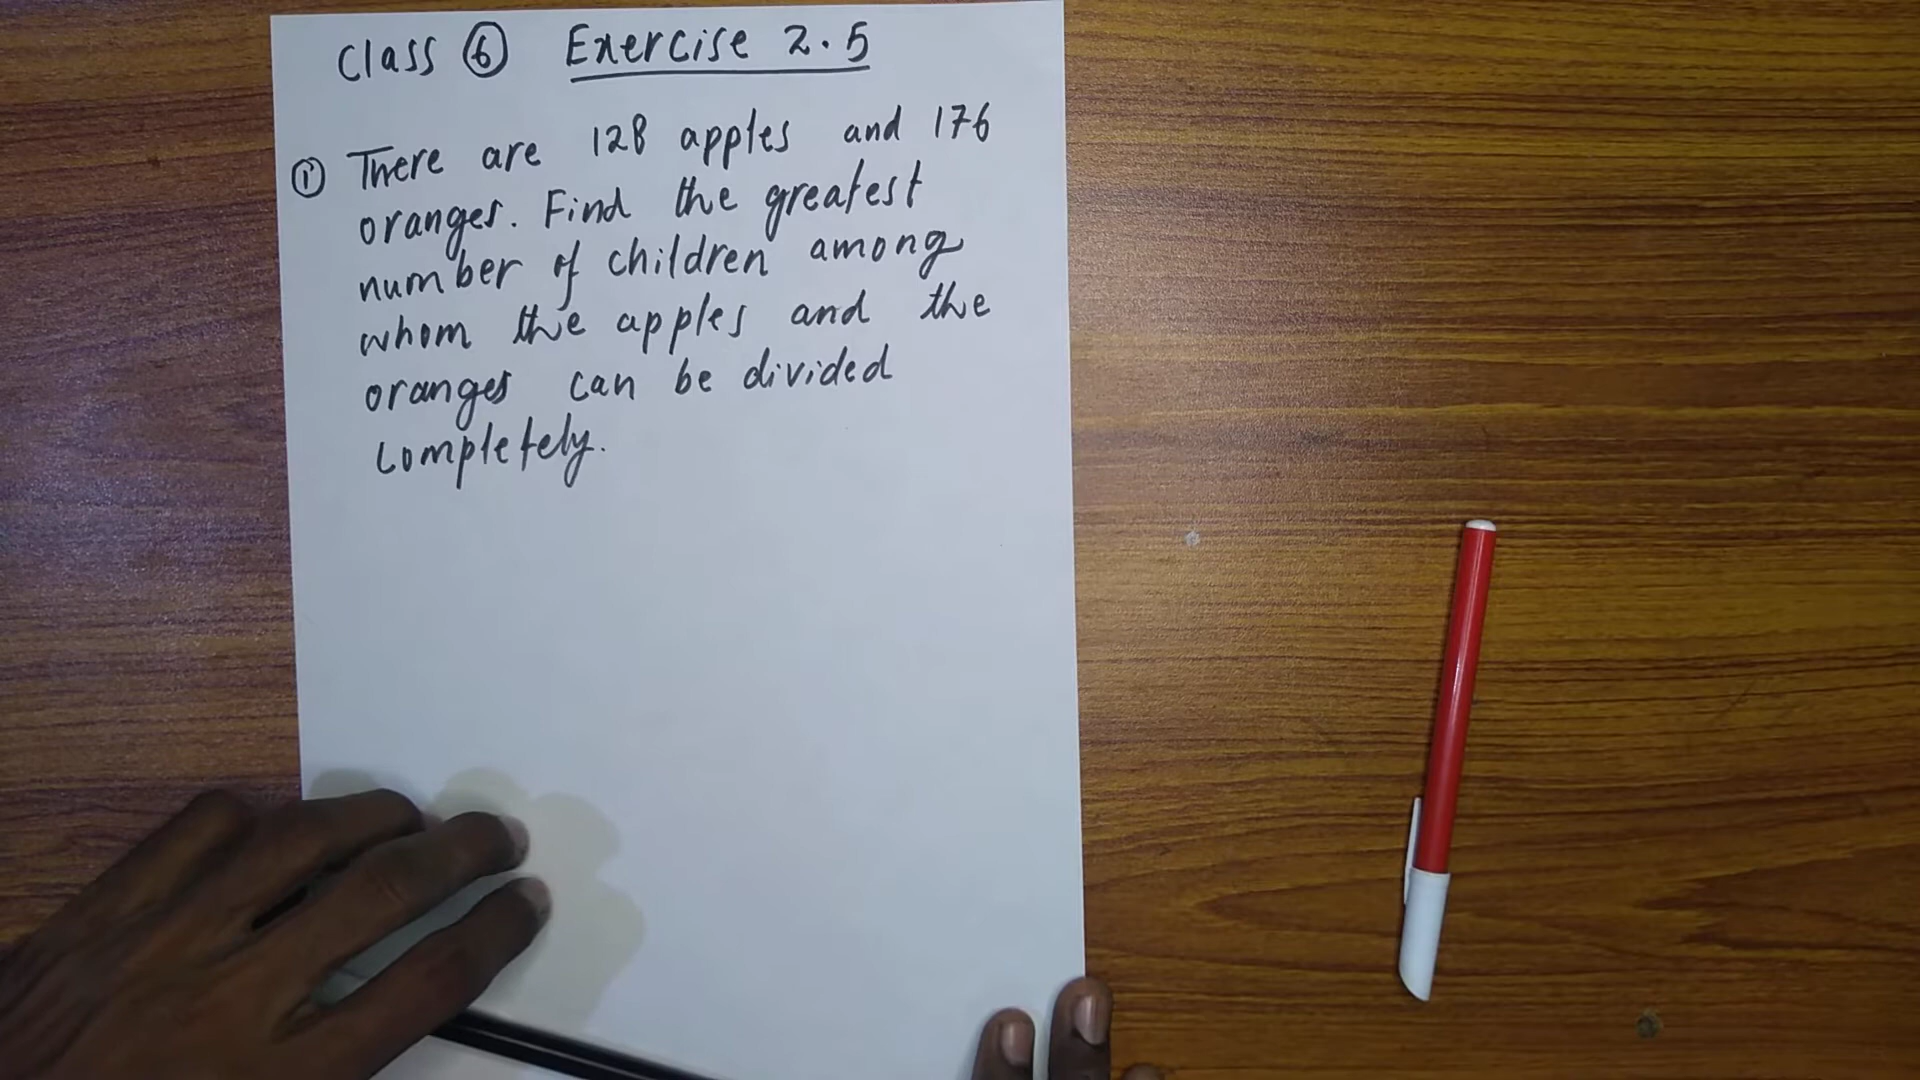 Class 6 Exercise 2.5
① There are 128 apples and 176
oranges. Find the greatest
number of children among
whom the apples and the
oranges can be divided
completely.